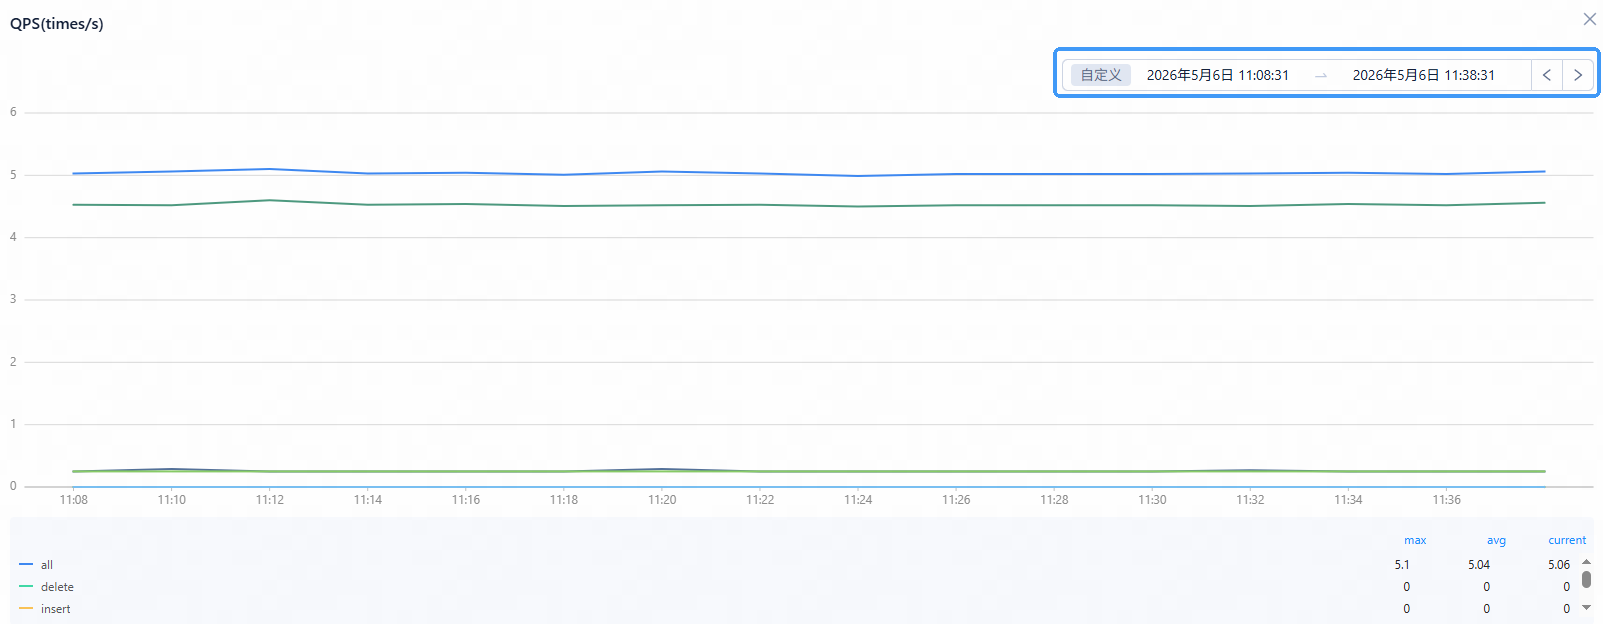 QPS(times/s)
自定义 2026年5月6日 11:08:31 → 2026年5月6日 11:38:31
6
5
4
3
2
1
0
11:08 11:10 11:12 11:14 11:16 11:18 11:20 11:22 11:24 11:26 11:28 11:30 11:32 11:34 11:36
max avg current
all 5.1 5.04 5.06
delete 0 0 0
insert 0 0 0